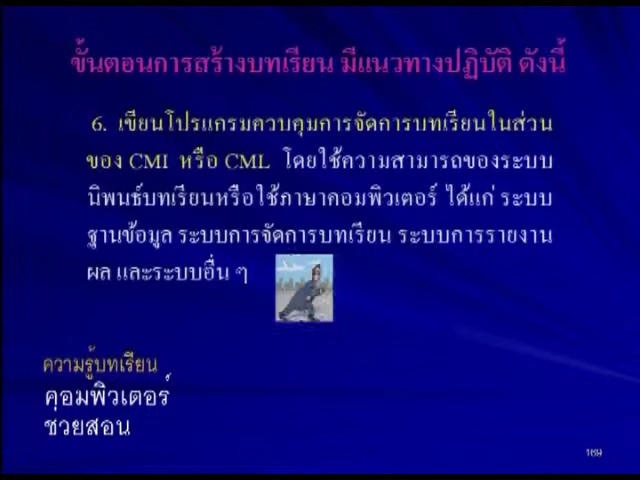 ขั้นตอนการสร้างบทเรียน มีแนวทางปฏิบัติ ดังนี้
6. เขียนโปรแกรมควบคุมการจัดการบทเรียนในส่วน
ของ CMI หรือ CML โดยใช้ความสามารถของระบบ
นิพนธ์บทเรียนหรือใช้ภาษาคอมพิวเตอร์ ได้แก่ ระบบ
ฐานข้อมูล ระบบการจัดการบทเรียน ระบบการรายงาน
ผล และระบบอื่น ๆ
ความรู้บทเรียน
คอมพิวเตอร์
ช่วยสอน
169